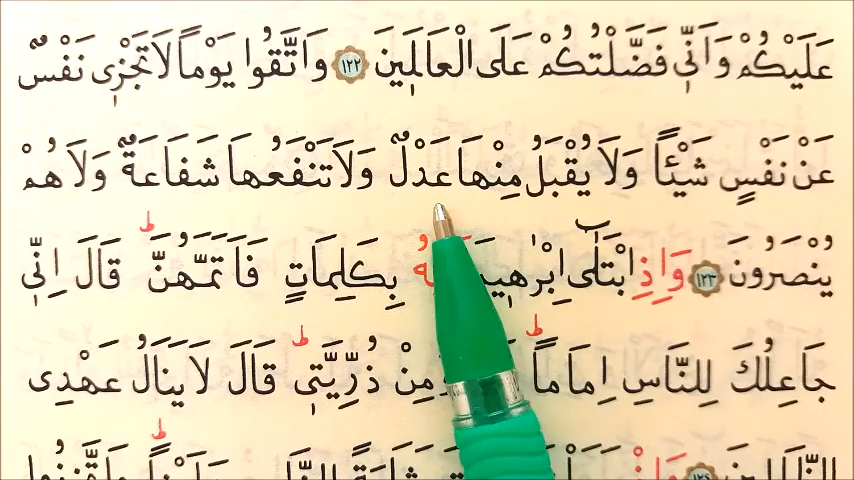 عَلَيْكُمْ وَاَنّٖى فَضَّلْتُكُمْ عَلَى الْعَالَمٖينَ ﴿١٢٢﴾ وَاتَّقُوا يَوْماً لَا تَجْزٖى نَفْسٌ
عَنْ نَفْسٍ شَيْـٔاً وَلَا يُقْبَلُ مِنْهَا عَدْلٌ وَلَا تَنْفَعُهَا شَفَاعَةٌ وَلَا هُمْ
يُنْصَرُونَ ﴿١٢٣﴾ وَاِذِ ابْتَلٰٓى اِبْرٰهٖيمَ بِكَلِمَاتٍ فَاَتَمَّهُنَّ ط قَالَ اِنّٖى
جَاعِلُكَ لِلنَّاسِ اِمَاماً ط وَمِنْ ذُرِّيَّتٖى ط قَالَ لَا يَنَالُ عَهْدِى